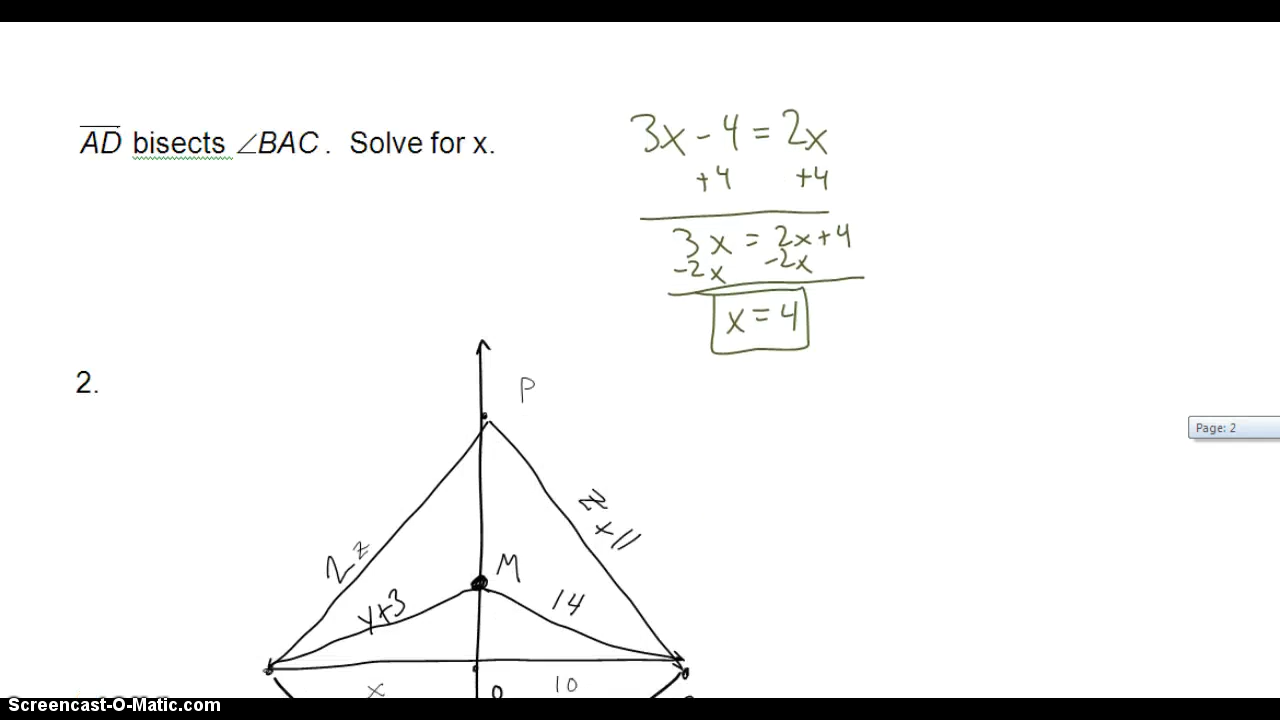 AD bisects ∠BAC. Solve for x.
3x - 4 = 2x
+4 +4
3x = 2x+4
-2x -2x
x = 4
2.
P
Page: 2
z
+11
2z
M
y+3
14
x
10
Screencast-O-Matic.com